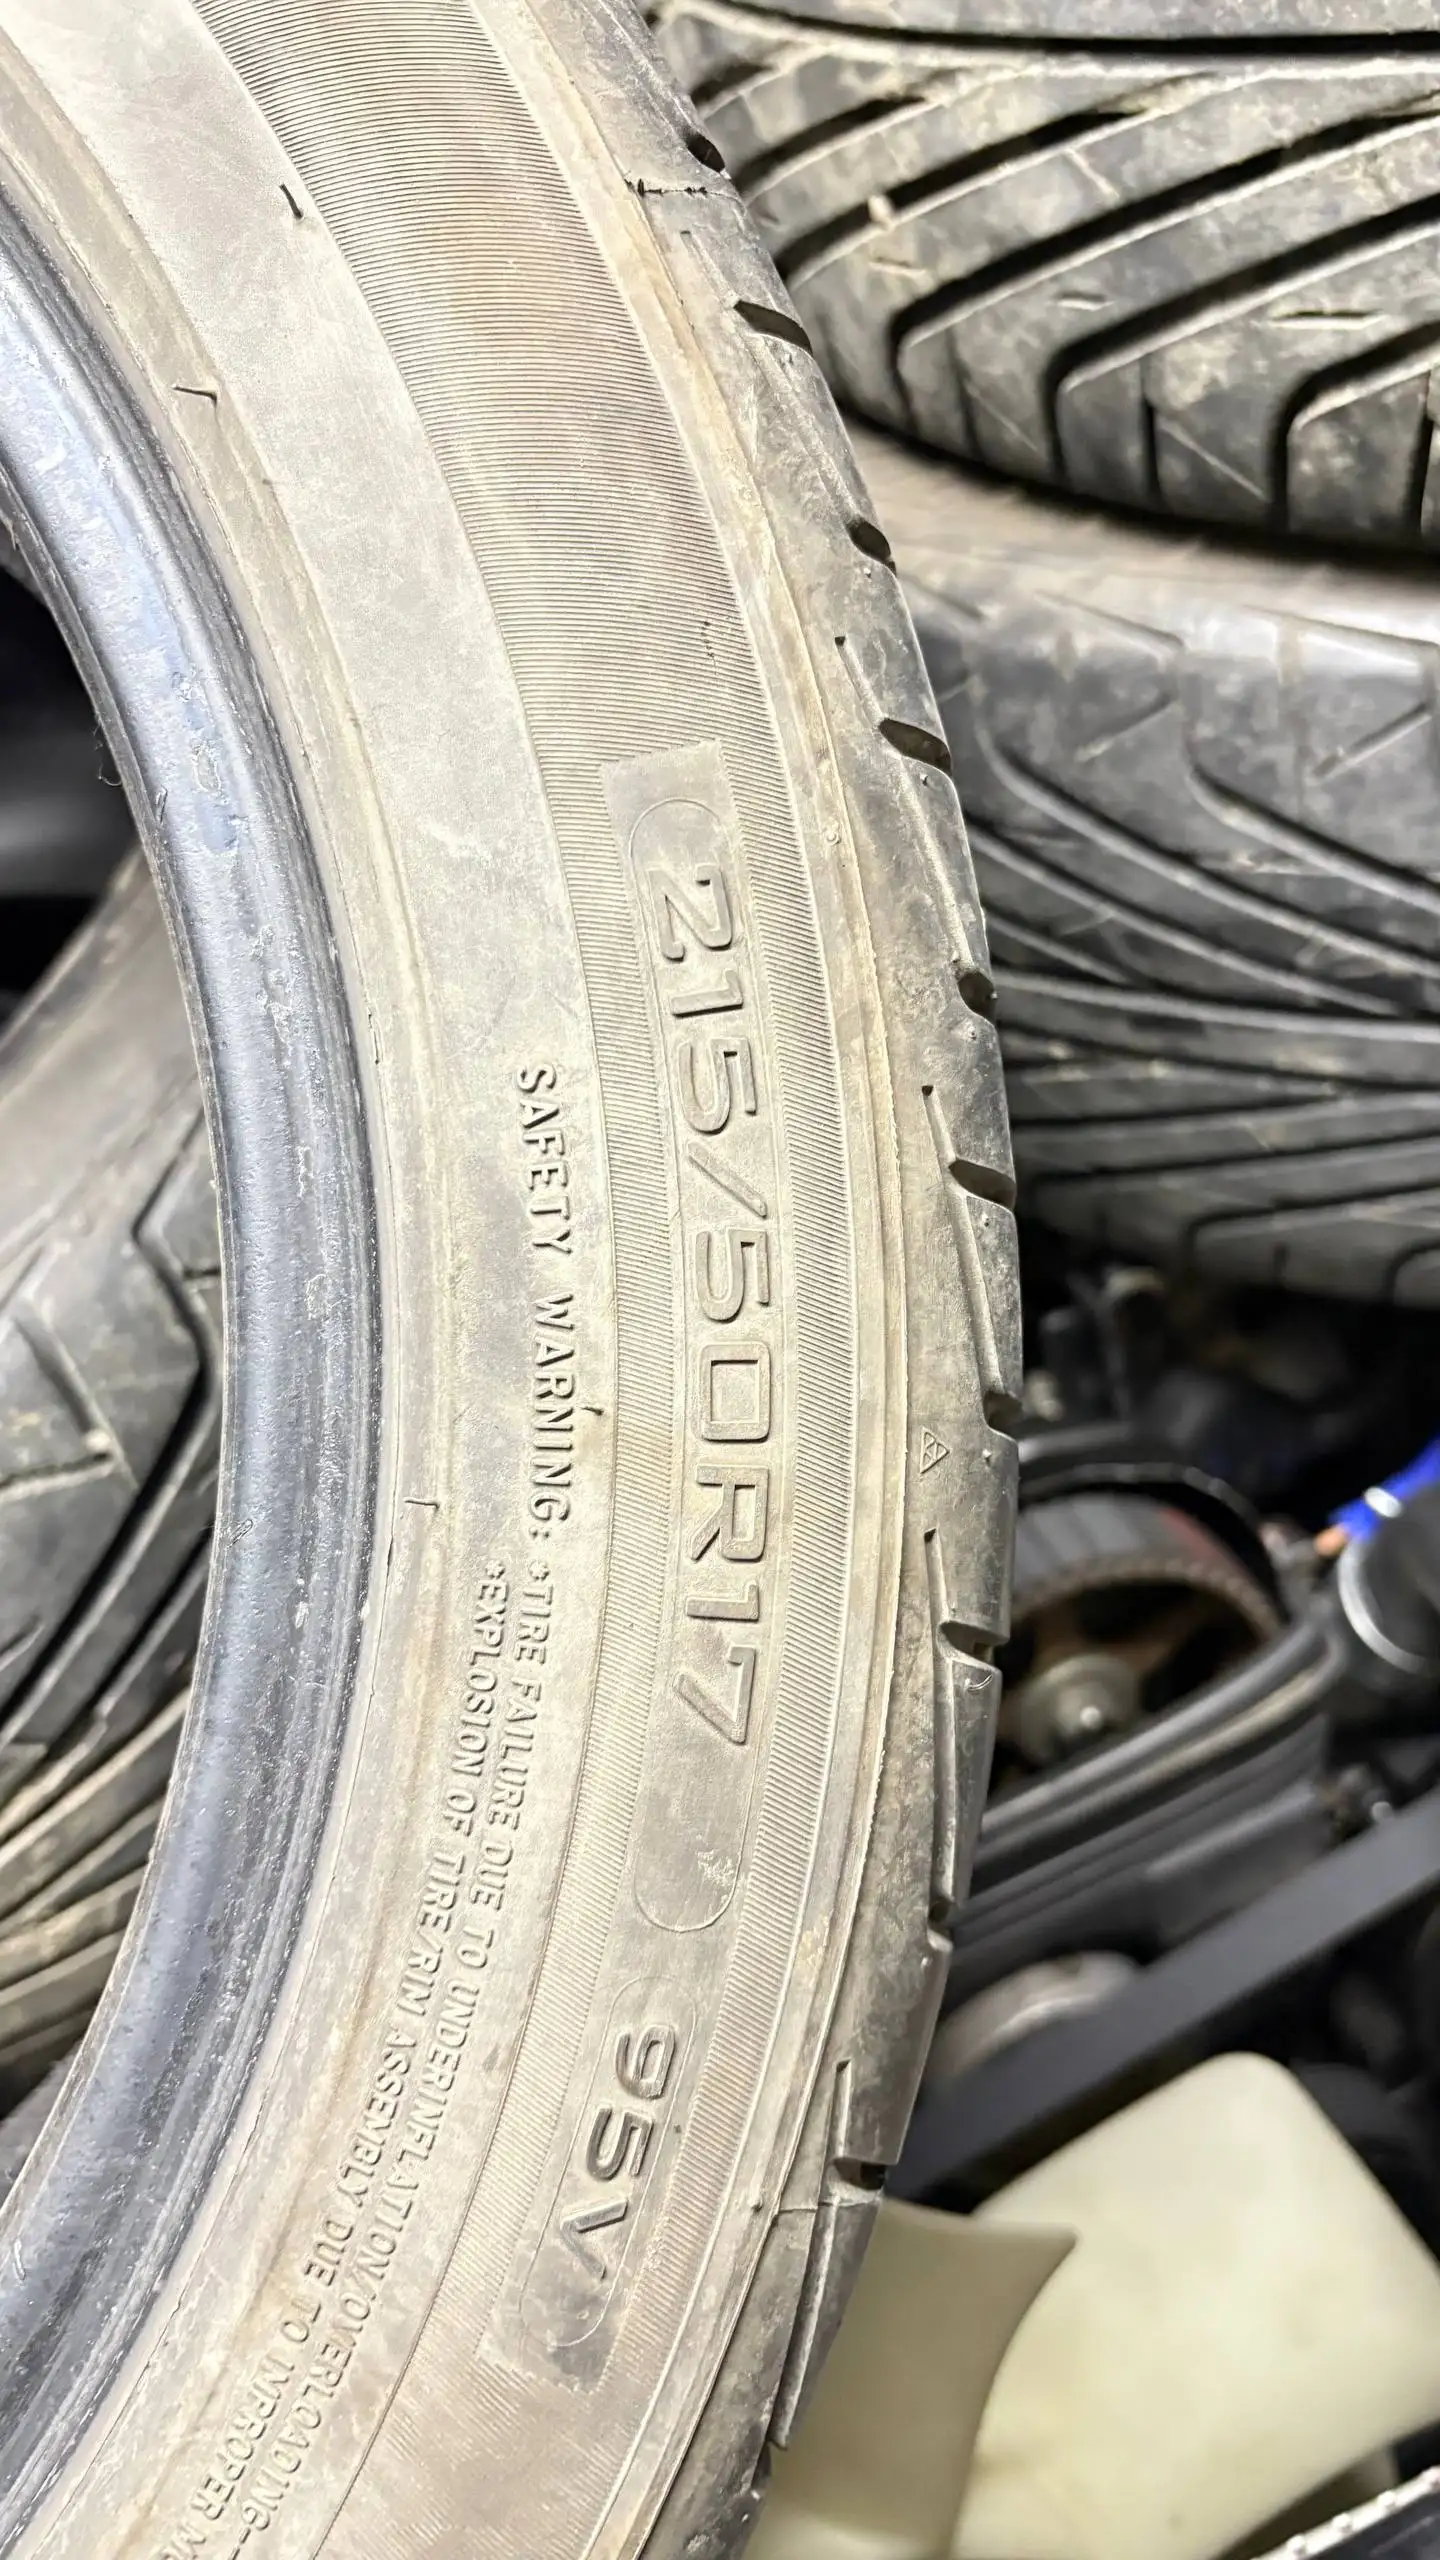 215/50R17
95V
SAFETY WARNING:
*TIRE FAILURE DUE TO UNDERINFLATION/OVERLOADING-
*EXPLOSION OF TIRE/RIM ASSEMBLY DUE TO IMPROPER